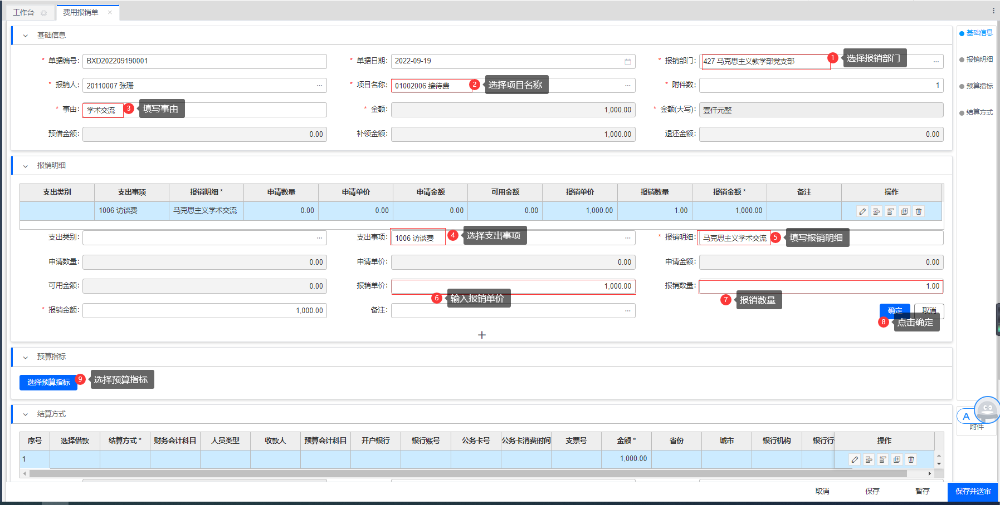 工作台
费用报销单 ×
基础信息
* 单据编号: BXD202209190001
* 单据日期: 2022-09-19
* 报销部门: 427 马克思主义教学部党支部
1 选择报销部门
* 报销人: 20110007 张珊
* 项目名称: 01002006 接待费
2 选择项目名称
* 附件数: 1
* 事由: 学术交流
3 填写事由
* 金额: 1,000.00
* 金额(大写): 壹仟元整
预借金额: 0.00
补领金额: 1,000.00
退还金额: 0.00
报销明细
支出类别 支出事项 报销明细 * 申请数量 申请单价 申请金额 可用金额 报销单价 报销数量 报销金额 * 备注 操作
1006 访谈费 马克思主义学术交流 0.00 0.00 0.00 0.00 1,000.00 1.00 1,000.00
支出类别:
支出事项: 1006 访谈费
4 选择支出事项
* 报销明细: 马克思主义学术交流
5 填写报销明细
申请数量: 0.00
申请单价: 0.00
申请金额: 0.00
可用金额: 0.00
报销单价: 1,000.00
6 输入报销单价
报销数量: 1.00
7 报销数量
* 报销金额: 1,000.00
备注:
确定 取消
8 点击确定
+
预算指标
选择预算指标
9 选择预算指标
结算方式
序号 选择借款 结算方式 * 财务会计科目 人员类型 收款人 预算会计科目 开户银行 银行账号 公务卡号 公务卡消费时间 支票号 金额 * 省份 城市 银行机构 银行行 操作
1 1,000.00
取消 保存 暂存 保存并送审
基础信息
报销明细
预算指标
结算方式
A
附件